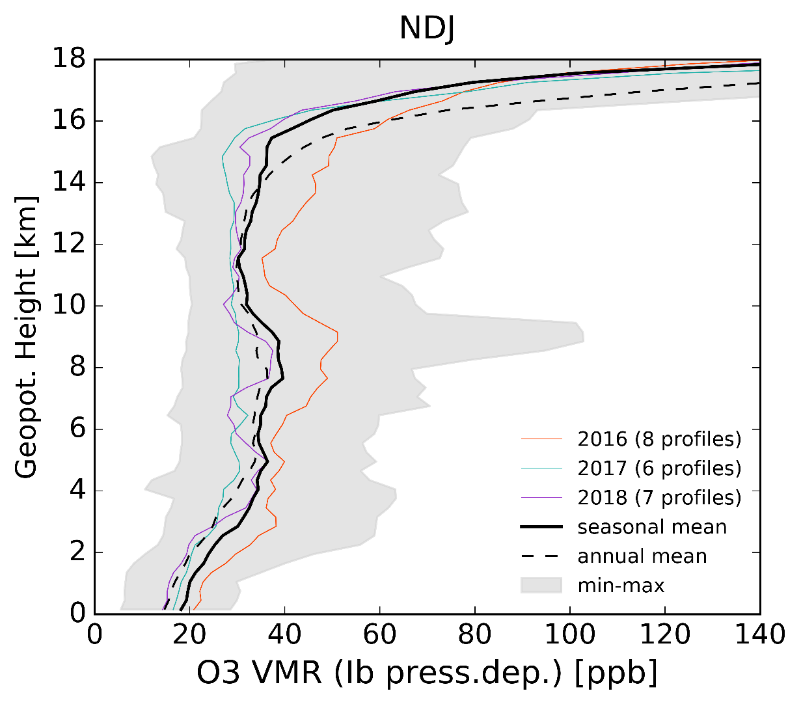 NDJ
18
16
14
12
10
8
6
4
2
0
Geopot. Height [km]
2016 (8 profiles)
2017 (6 profiles)
2018 (7 profiles)
seasonal mean
annual mean
min-max
0 20 40 60 80 100 120 140
O3 VMR (Ib press.dep.) [ppb]